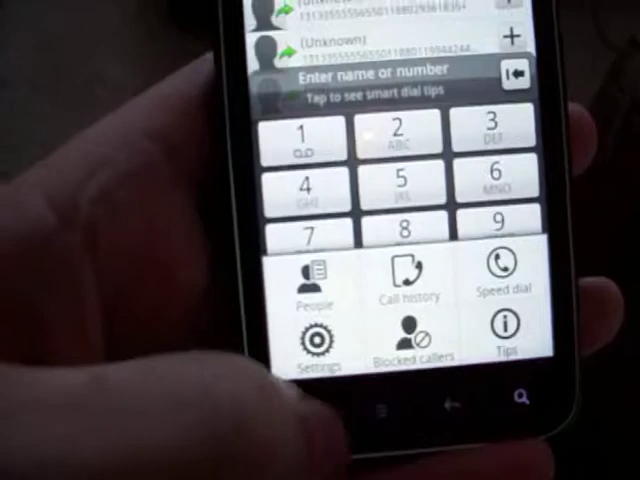 (Unknown)
Enter name or number
Tap to see smart dial tips
1
2
ABC
3
DEF
4
GHI
5
JKL
6
MNO
7
8
9
People
Call history
Speed dial
Settings
Blocked callers
Tips